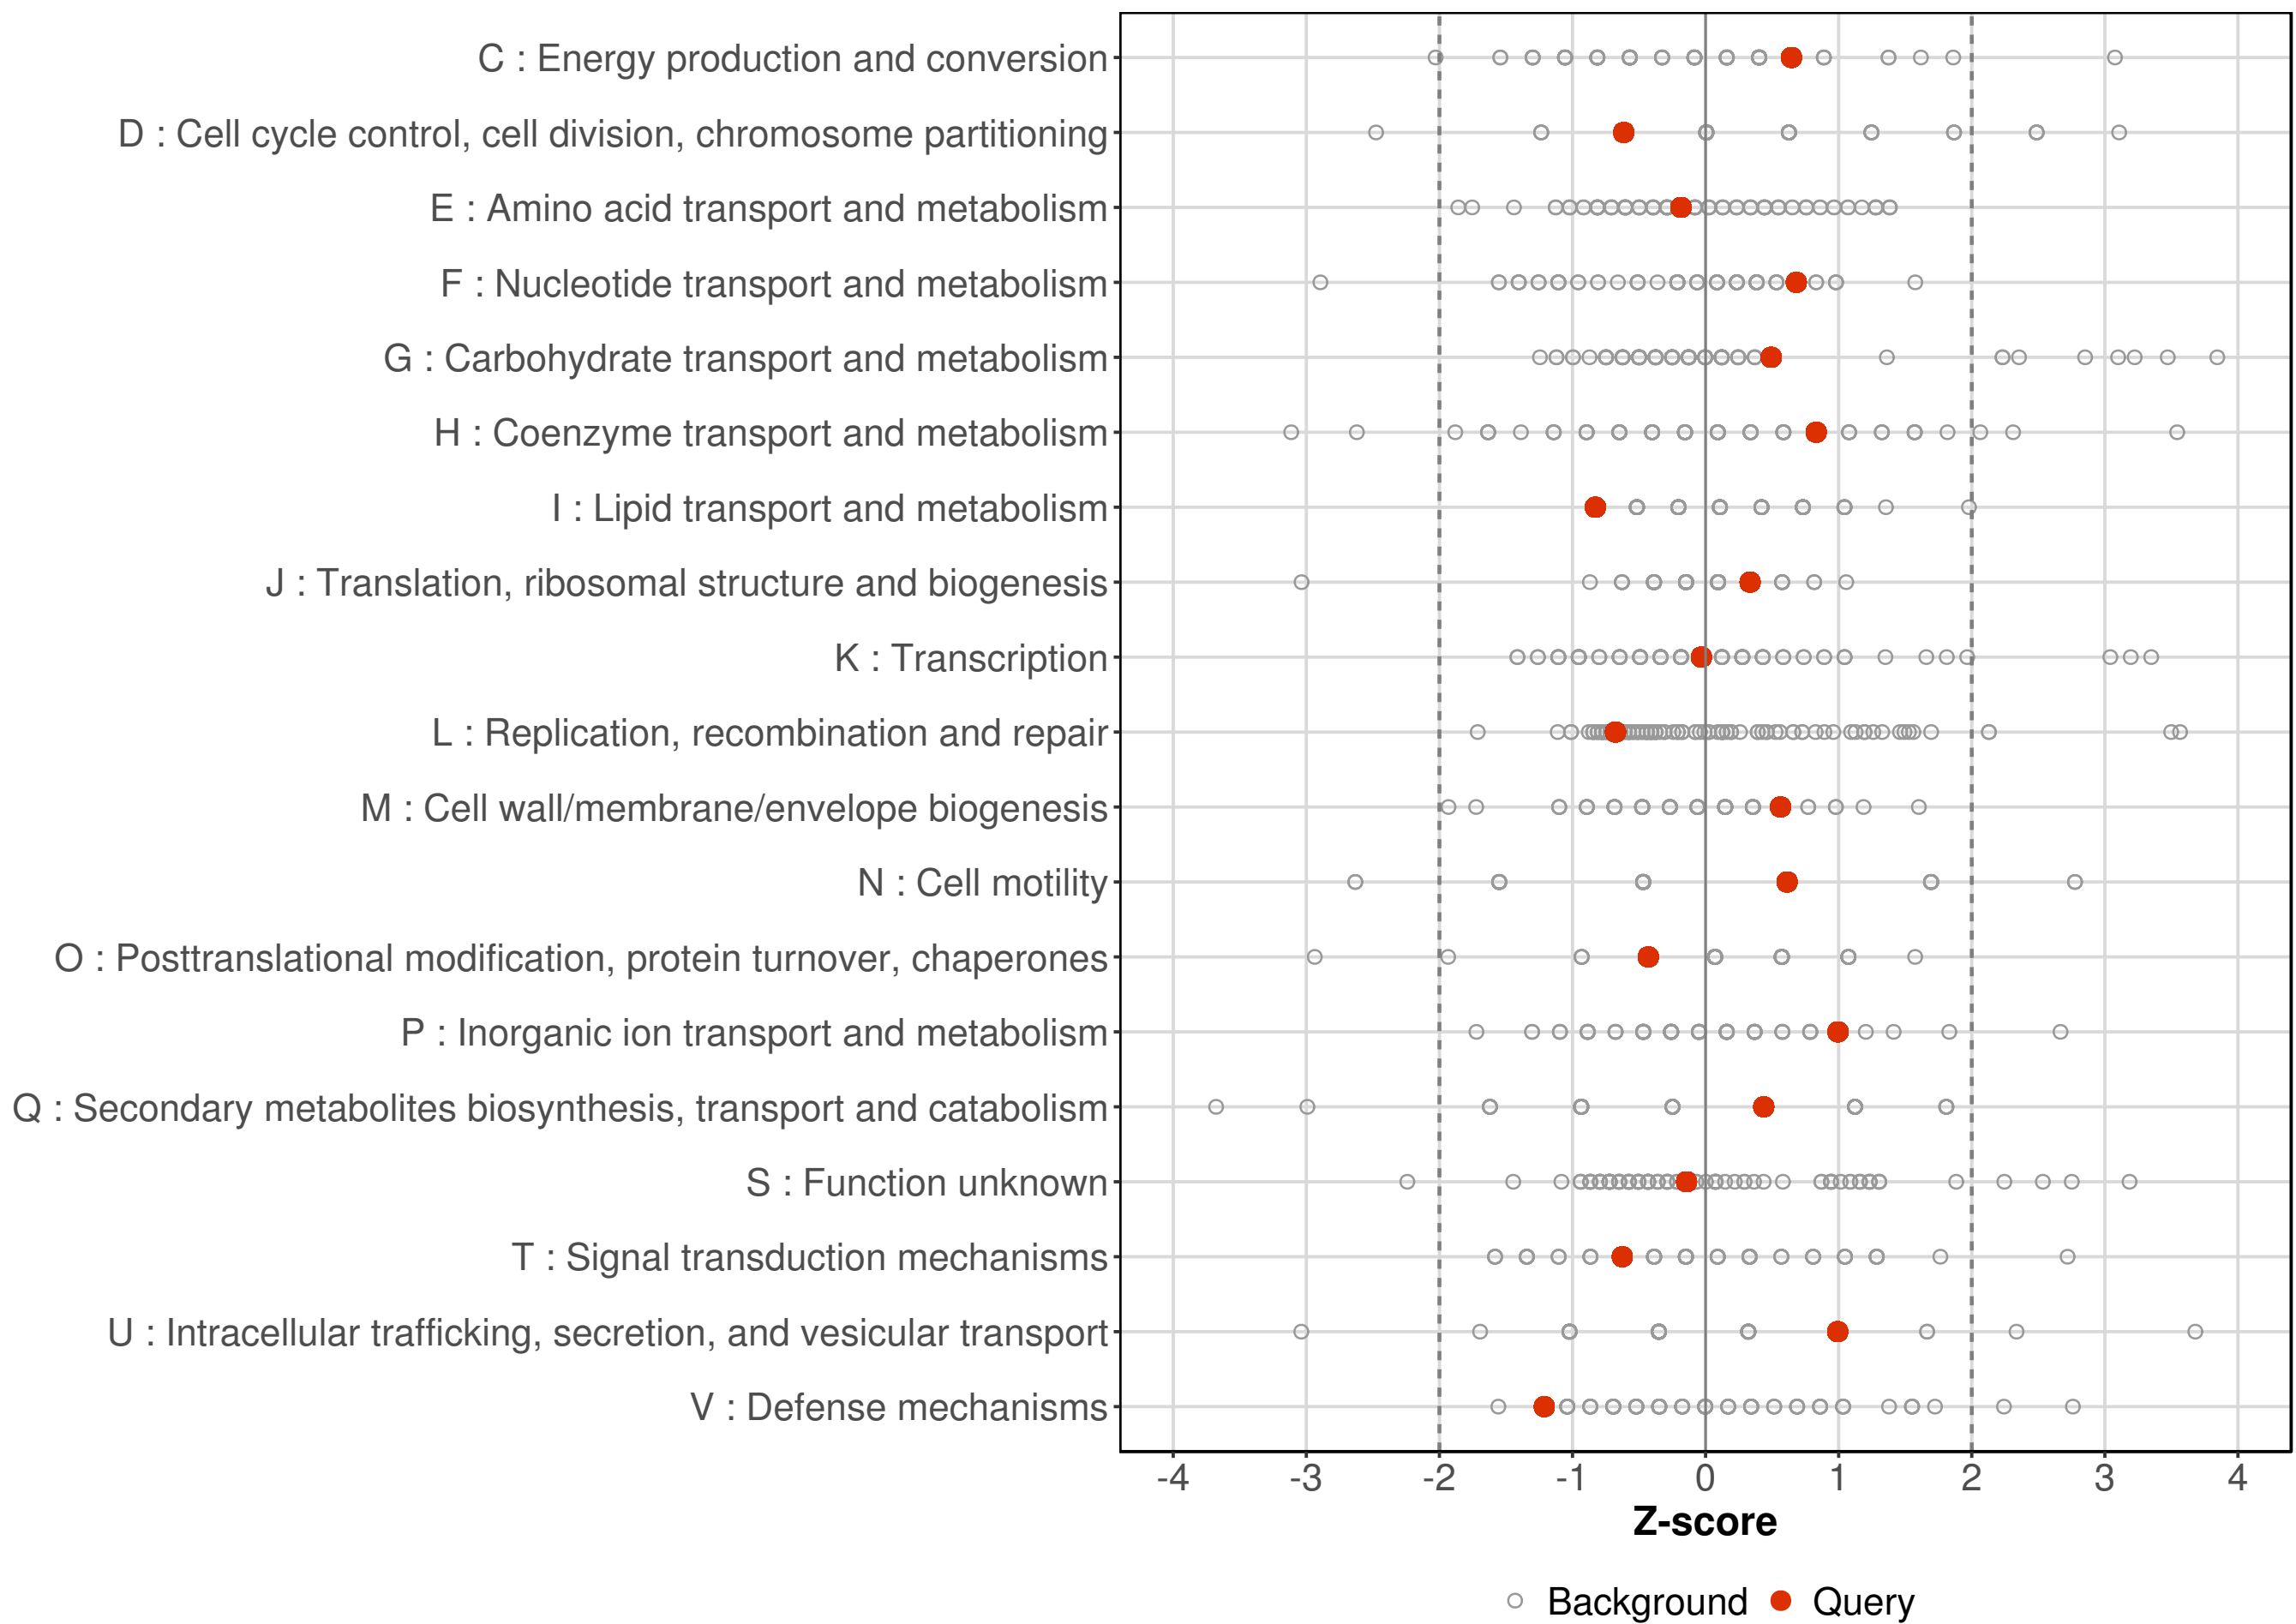 C : Energy production and conversion
D : Cell cycle control, cell division, chromosome partitioning
E : Amino acid transport and metabolism
F : Nucleotide transport and metabolism
G : Carbohydrate transport and metabolism
H : Coenzyme transport and metabolism
I : Lipid transport and metabolism
J : Translation, ribosomal structure and biogenesis
K : Transcription
L : Replication, recombination and repair
M : Cell wall/membrane/envelope biogenesis
N : Cell motility
O : Posttranslational modification, protein turnover, chaperones
P : Inorganic ion transport and metabolism
Q : Secondary metabolites biosynthesis, transport and catabolism
S : Function unknown
T : Signal transduction mechanisms
U : Intracellular trafficking, secretion, and vesicular transport
V : Defense mechanisms
-4 -3 -2 -1 0 1 2 3 4
Z-score
Background Query